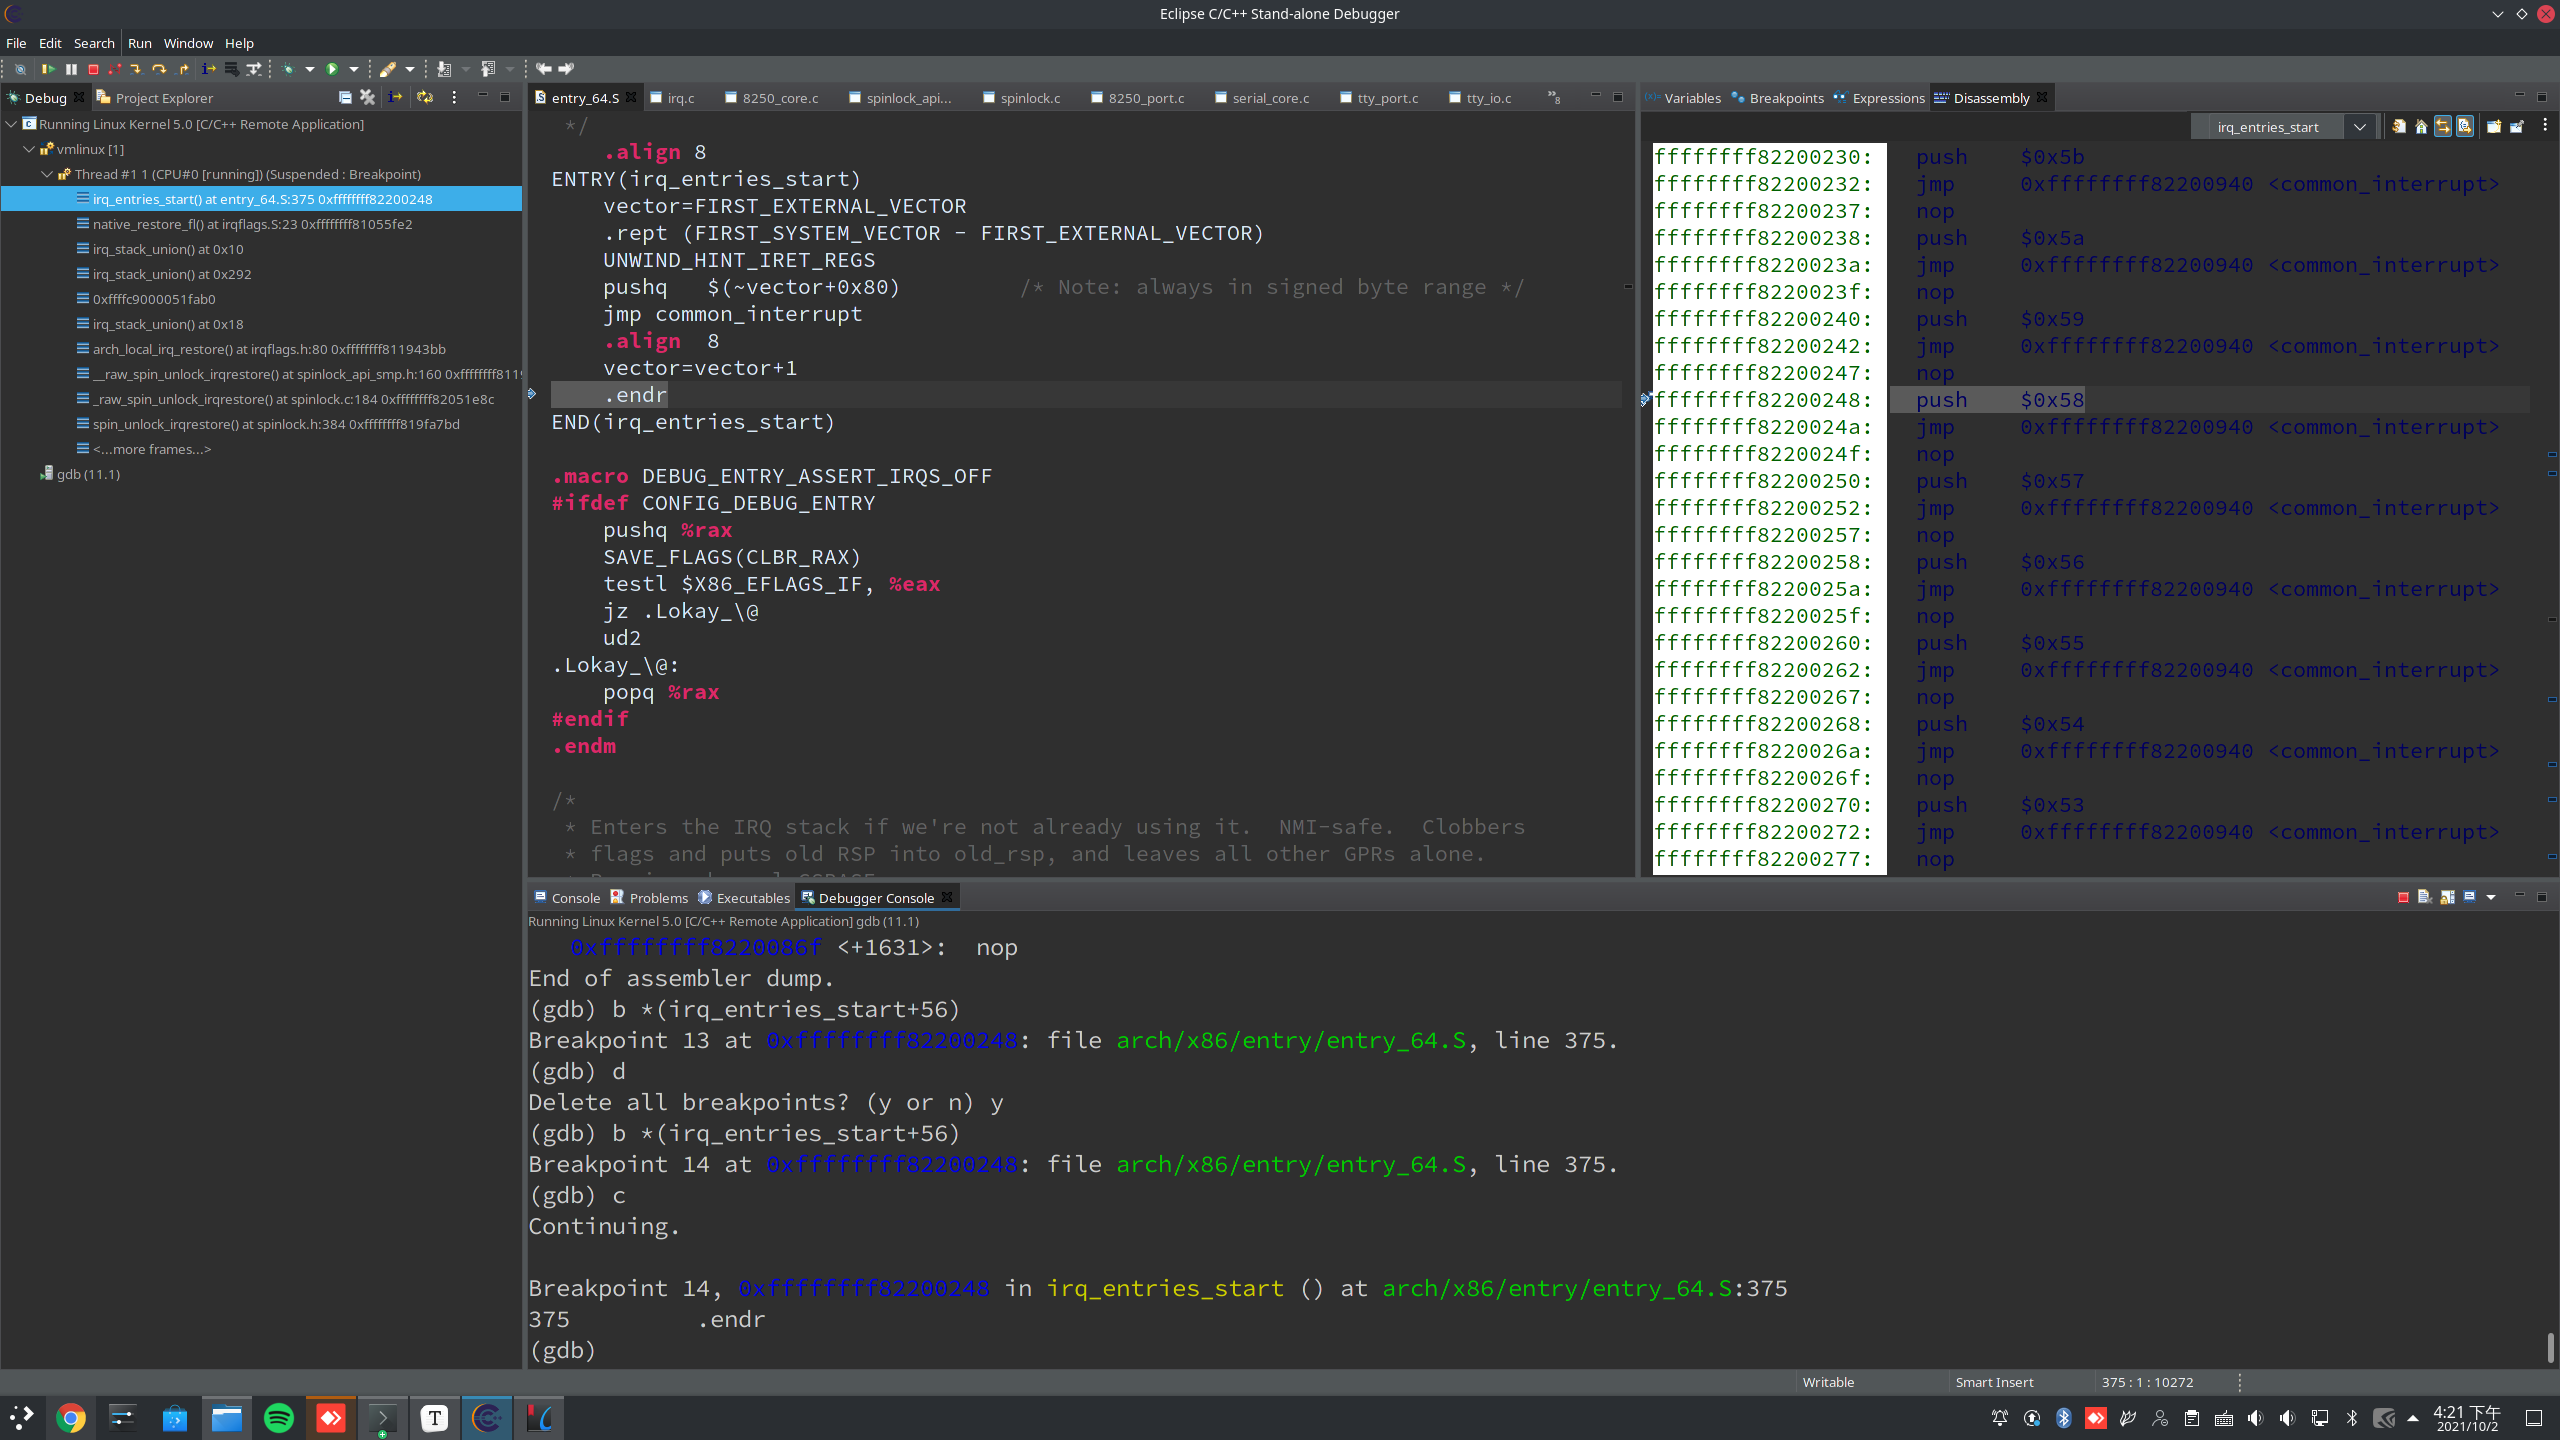 Eclipse C/C++ Stand-alone Debugger
File Edit Search Run Window Help
Debug Project Explorer
Running Linux Kernel 5.0 [C/C++ Remote Application]
vmlinux [1]
Thread #1 1 (CPU#0 [running]) (Suspended : Breakpoint)
irq_entries_start() at entry_64.S:375 0xffffffff82200248
native_restore_fl() at irqflags.S:23 0xffffffff81055fe2
irq_stack_union() at 0x10
irq_stack_union() at 0x292
0xffffc9000051fab0
irq_stack_union() at 0x18
arch_local_irq_restore() at irqflags.h:80 0xffffffff811943bb
__raw_spin_unlock_irqrestore() at spinlock_api_smp.h:160 0xffffffff811
_raw_spin_unlock_irqrestore() at spinlock.c:184 0xffffffff82051e8c
spin_unlock_irqrestore() at spinlock.h:384 0xffffffff819fa7bd
<...more frames...>
gdb (11.1)
entry_64.S irq.c 8250_core.c spinlock_api... spinlock.c 8250_port.c serial_core.c tty_port.c tty_io.c »8
*/
.align 8
ENTRY(irq_entries_start)
vector=FIRST_EXTERNAL_VECTOR
.rept (FIRST_SYSTEM_VECTOR - FIRST_EXTERNAL_VECTOR)
UNWIND_HINT_IRET_REGS
pushq $(~vector+0x80) /* Note: always in signed byte range */
jmp common_interrupt
.align 8
vector=vector+1
.endr
END(irq_entries_start)
.macro DEBUG_ENTRY_ASSERT_IRQS_OFF
#ifdef CONFIG_DEBUG_ENTRY
pushq %rax
SAVE_FLAGS(CLBR_RAX)
testl $X86_EFLAGS_IF, %eax
jz .Lokay_\@
ud2
.Lokay_\@:
popq %rax
#endif
.endm
/*
* Enters the IRQ stack if we're not already using it. NMI-safe. Clobbers
* flags and puts old RSP into old_rsp, and leaves all other GPRs alone.
Variables Breakpoints Expressions Disassembly
irq_entries_start
ffffffff82200230: push $0x5b
ffffffff82200232: jmp 0xffffffff82200940 <common_interrupt>
ffffffff82200237: nop
ffffffff82200238: push $0x5a
ffffffff8220023a: jmp 0xffffffff82200940 <common_interrupt>
ffffffff8220023f: nop
ffffffff82200240: push $0x59
ffffffff82200242: jmp 0xffffffff82200940 <common_interrupt>
ffffffff82200247: nop
ffffffff82200248: push $0x58
ffffffff8220024a: jmp 0xffffffff82200940 <common_interrupt>
ffffffff8220024f: nop
ffffffff82200250: push $0x57
ffffffff82200252: jmp 0xffffffff82200940 <common_interrupt>
ffffffff82200257: nop
ffffffff82200258: push $0x56
ffffffff8220025a: jmp 0xffffffff82200940 <common_interrupt>
ffffffff8220025f: nop
ffffffff82200260: push $0x55
ffffffff82200262: jmp 0xffffffff82200940 <common_interrupt>
ffffffff82200267: nop
ffffffff82200268: push $0x54
ffffffff8220026a: jmp 0xffffffff82200940 <common_interrupt>
ffffffff8220026f: nop
ffffffff82200270: push $0x53
ffffffff82200272: jmp 0xffffffff82200940 <common_interrupt>
ffffffff82200277: nop
Console Problems Executables Debugger Console
Running Linux Kernel 5.0 [C/C++ Remote Application] gdb (11.1)
0xffffffff8220086f <+1631>: nop
End of assembler dump.
(gdb) b *(irq_entries_start+56)
Breakpoint 13 at 0xffffffff82200248: file arch/x86/entry/entry_64.S, line 375.
(gdb) d
Delete all breakpoints? (y or n) y
(gdb) b *(irq_entries_start+56)
Breakpoint 14 at 0xffffffff82200248: file arch/x86/entry/entry_64.S, line 375.
(gdb) c
Continuing.
Breakpoint 14, 0xffffffff82200248 in irq_entries_start () at arch/x86/entry/entry_64.S:375
375 .endr
(gdb)
Writable Smart Insert 375 : 1 : 10272
4:21 下午
2021/10/2